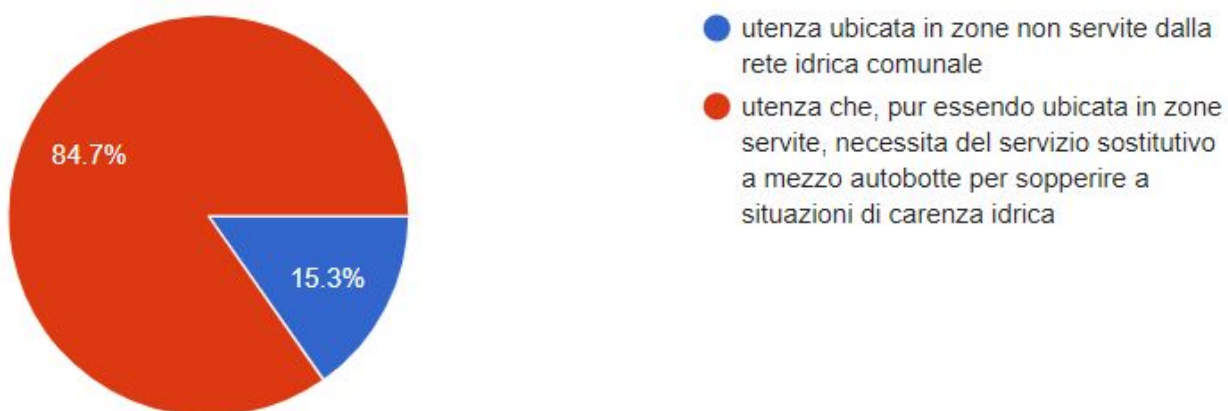 utenza ubicata in zone non servite dalla
rete idrica comunale
utenza che, pur essendo ubicata in zone
servite, necessita del servizio sostitutivo
a mezzo autobotte per sopperire a
situazioni di carenza idrica
84.7%
15.3%